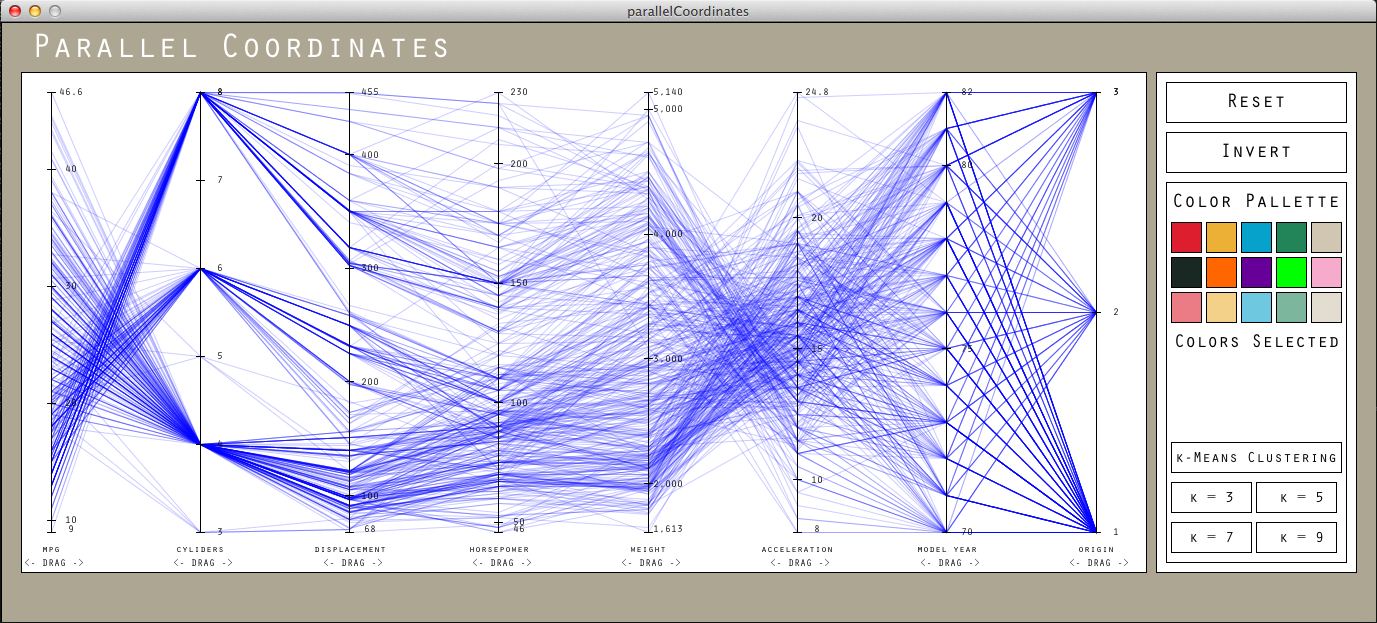 parallelCoordinates
Parallel Coordinates
46.6 8 455 230 5,140 24.8 82 3
5,000
40 7 400 200 80
4,000 20
30 6 300 150 2
3,000 15 75
5 200 100
20 4 100 2,000 10
10 50
9 3 68 46 1,613 8 70 1
MPG CYLIDERS DISPLACEMENT HORSEPOWER WEIGHT ACCELERATION MODEL YEAR ORIGIN
<- DRAG -> <- DRAG -> <- DRAG -> <- DRAG -> <- DRAG -> <- DRAG -> <- DRAG -> <- DRAG ->
Reset
Invert
Color Pallette
Colors Selected
k-Means Clustering
k = 3 k = 5
k = 7 k = 9